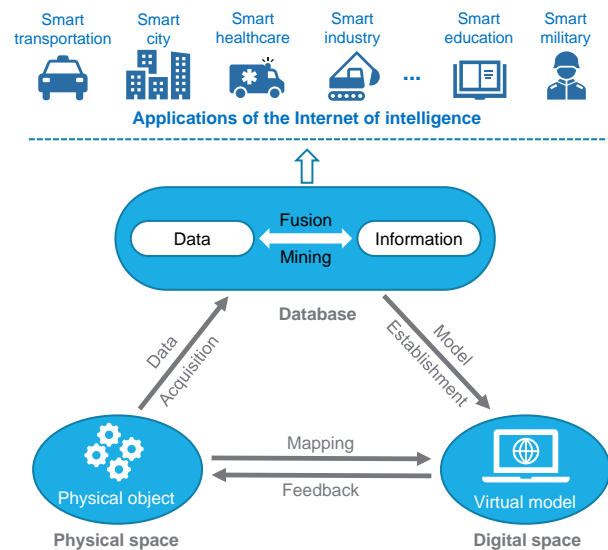 Smart transportation
Smart city
Smart healthcare
Smart industry
...
Smart education
Smart military
Applications of the Internet of intelligence
Fusion
Data
Information
Mining
Database
Data
Acquisition
Model
Establishment
Mapping
Feedback
Physical object
Virtual model
Physical space
Digital space